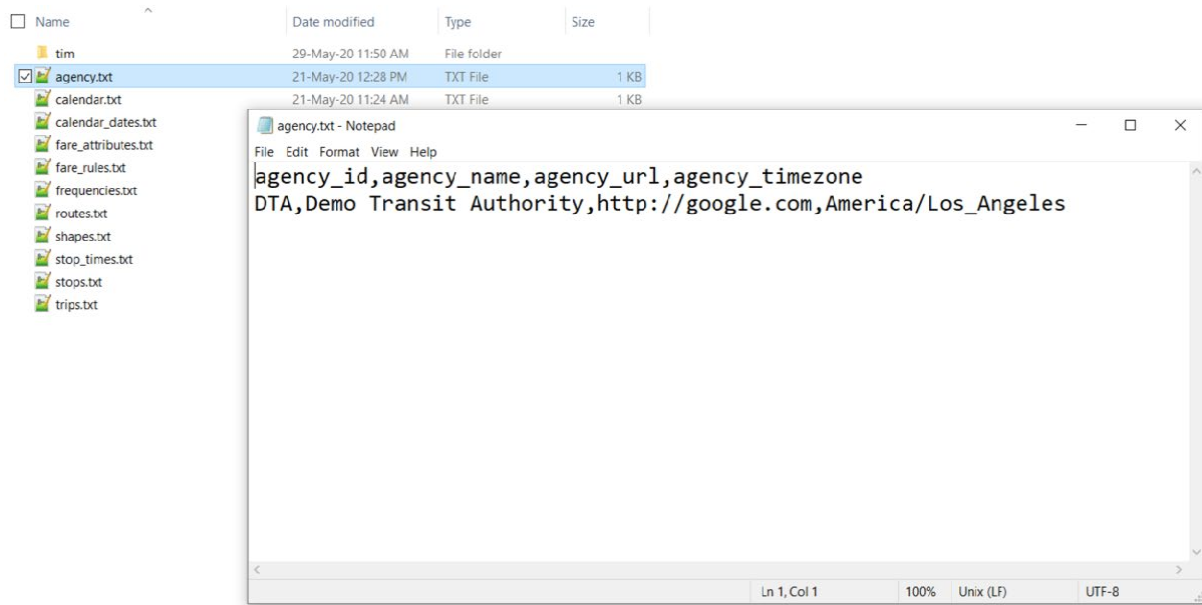 Name Date modified Type Size
tim 29-May-20 11:50 AM File folder
agency.txt 21-May-20 12:28 PM TXT File 1 KB
calendar.txt 21-May-20 11:24 AM TXT File 1 KB
calendar_dates.txt
fare_attributes.txt
fare_rules.txt
frequencies.txt
routes.txt
shapes.txt
stop_times.txt
stops.txt
trips.txt
agency.txt - Notepad
File Edit Format View Help
agency_id,agency_name,agency_url,agency_timezone
DTA,Demo Transit Authority,http://google.com,America/Los_Angeles
Ln 1, Col 1 100% Unix (LF) UTF-8